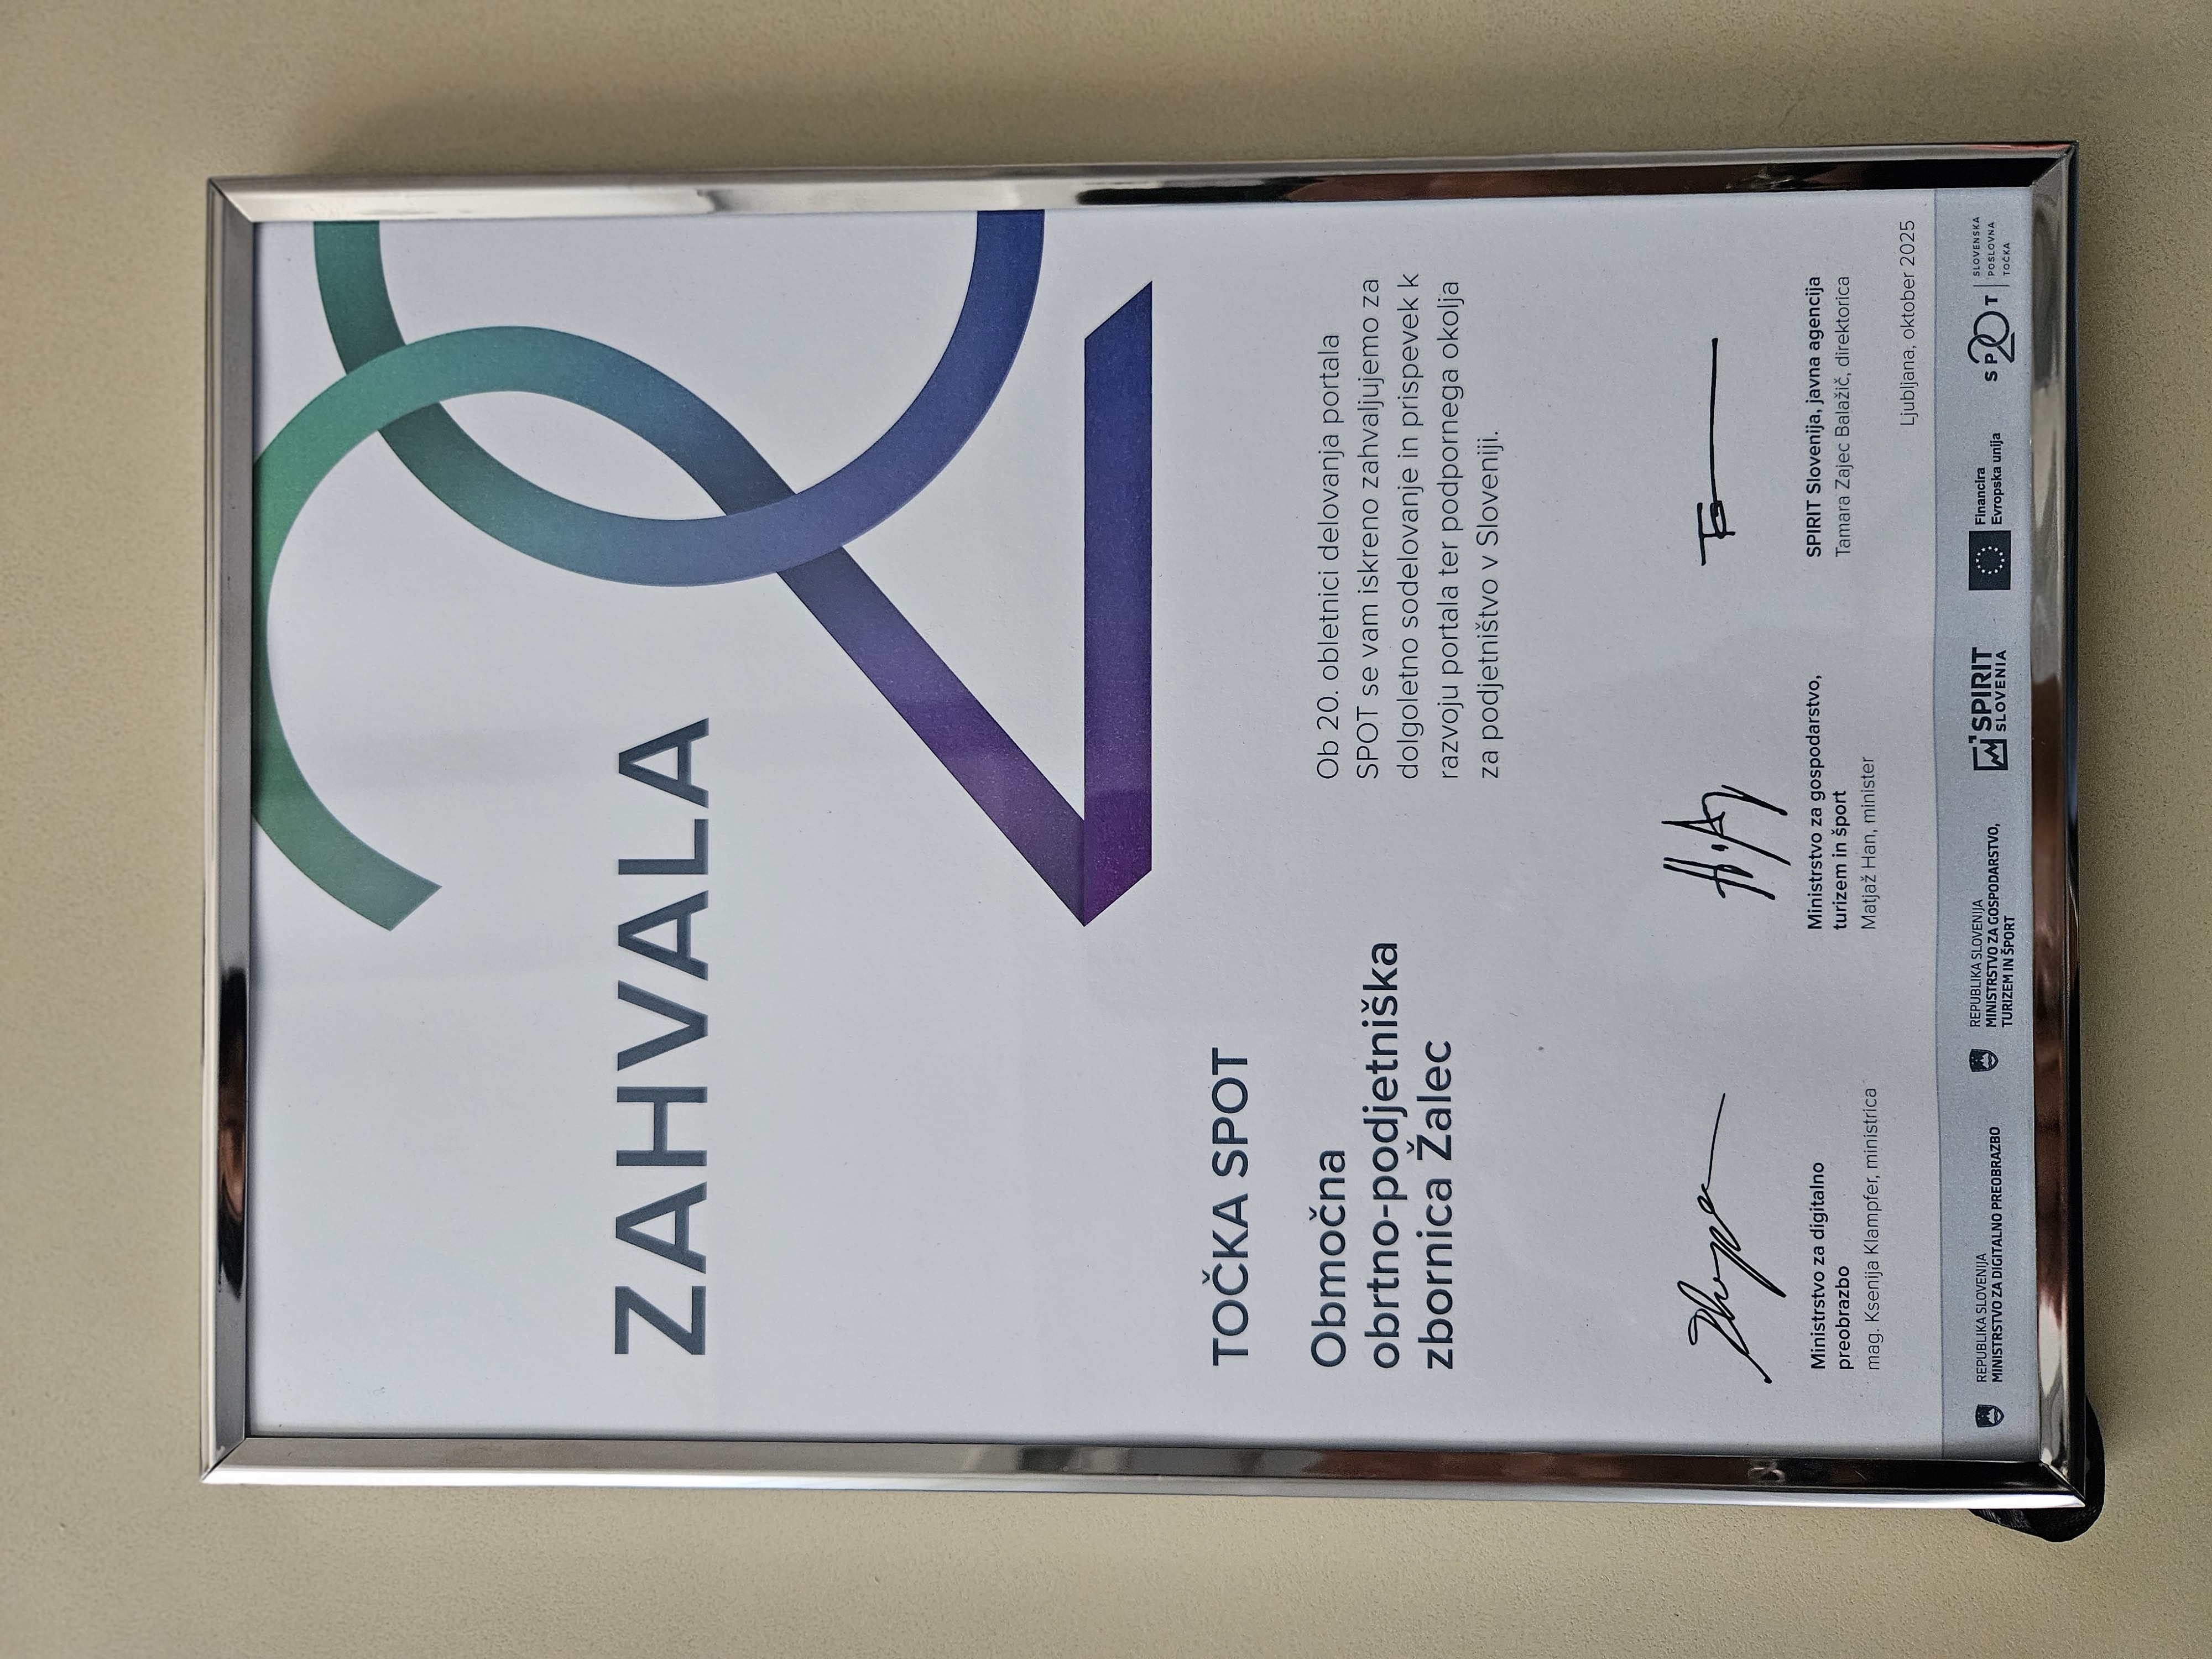 ZAHVALA
TOČKA SPOT
Območna
obrtno-podjetniška
zbornica Žalec
Ob 20. obletnici delovanja portala
SPOT se vam iskreno zahvaljujemo za
dolgoletno sodelovanje in prispevek k
razvoju portala ter podpornega okolja
za podjetništvo v Sloveniji.
Ministrstvo za digitalno
preobrazbo
mag. Ksenija Klampfer, ministrica
Ministrstvo za gospodarstvo,
turizem in šport
Matjaž Han, minister
SPIRIT Slovenija, javna agencija
Tamara Zajec Balažič, direktorica
Ljubljana, oktober 2025
REPUBLIKA SLOVENIJA
MINISTRSTVO ZA DIGITALNO PREOBRAZBO
REPUBLIKA SLOVENIJA
MINISTRSTVO ZA GOSPODARSTVO,
TURIZEM IN ŠPORT
SPIRIT
SLOVENIA
Financira
Evropska unija
SP20T
SLOVENSKA
POSLOVNA
TOČKA